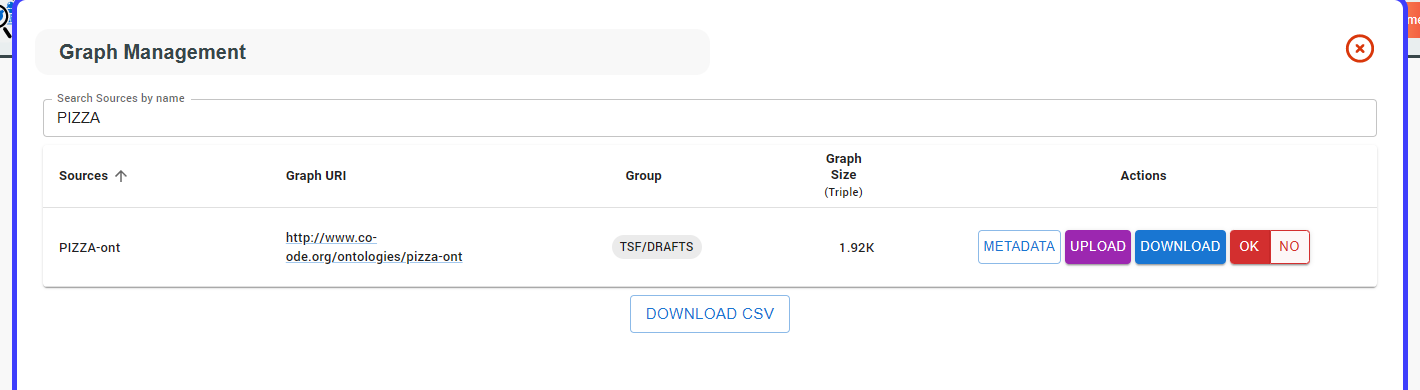 Graph Management
Search Sources by name
PIZZA
Sources
Graph URI
Group
Graph
Size
(Triple)
Actions
PIZZA-ont
http://www.co-
ode.org/ontologies/pizza-ont
TSF/DRAFTS
1.92K
METADATA
UPLOAD
DOWNLOAD
OK
NO
DOWNLOAD CSV